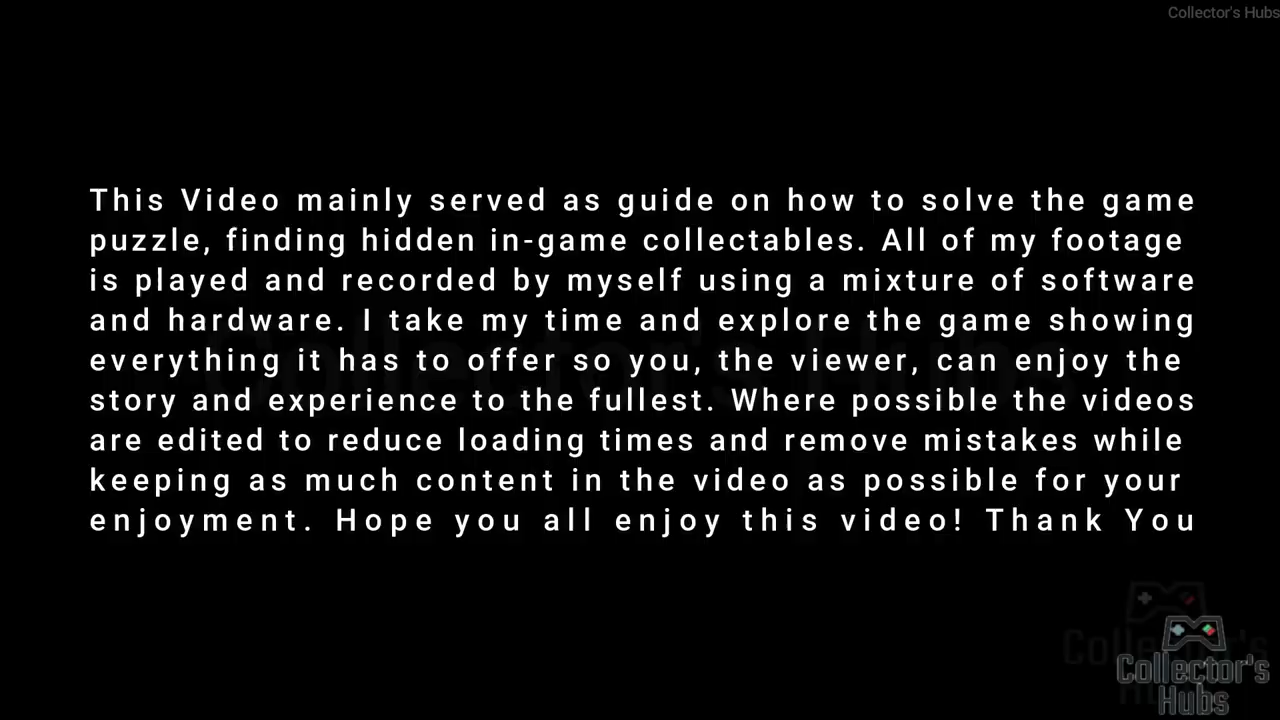 Collector's Hubs
This Video mainly served as guide on how to solve the game
puzzle, finding hidden in-game collectables. All of my footage
is played and recorded by myself using a mixture of software
and hardware. I take my time and explore the game showing
everything it has to offer so you, the viewer, can enjoy the
story and experience to the fullest. Where possible the videos
are edited to reduce loading times and remove mistakes while
keeping as much content in the video as possible for your
enjoyment. Hope you all enjoy this video! Thank You
Collector's
Hubs